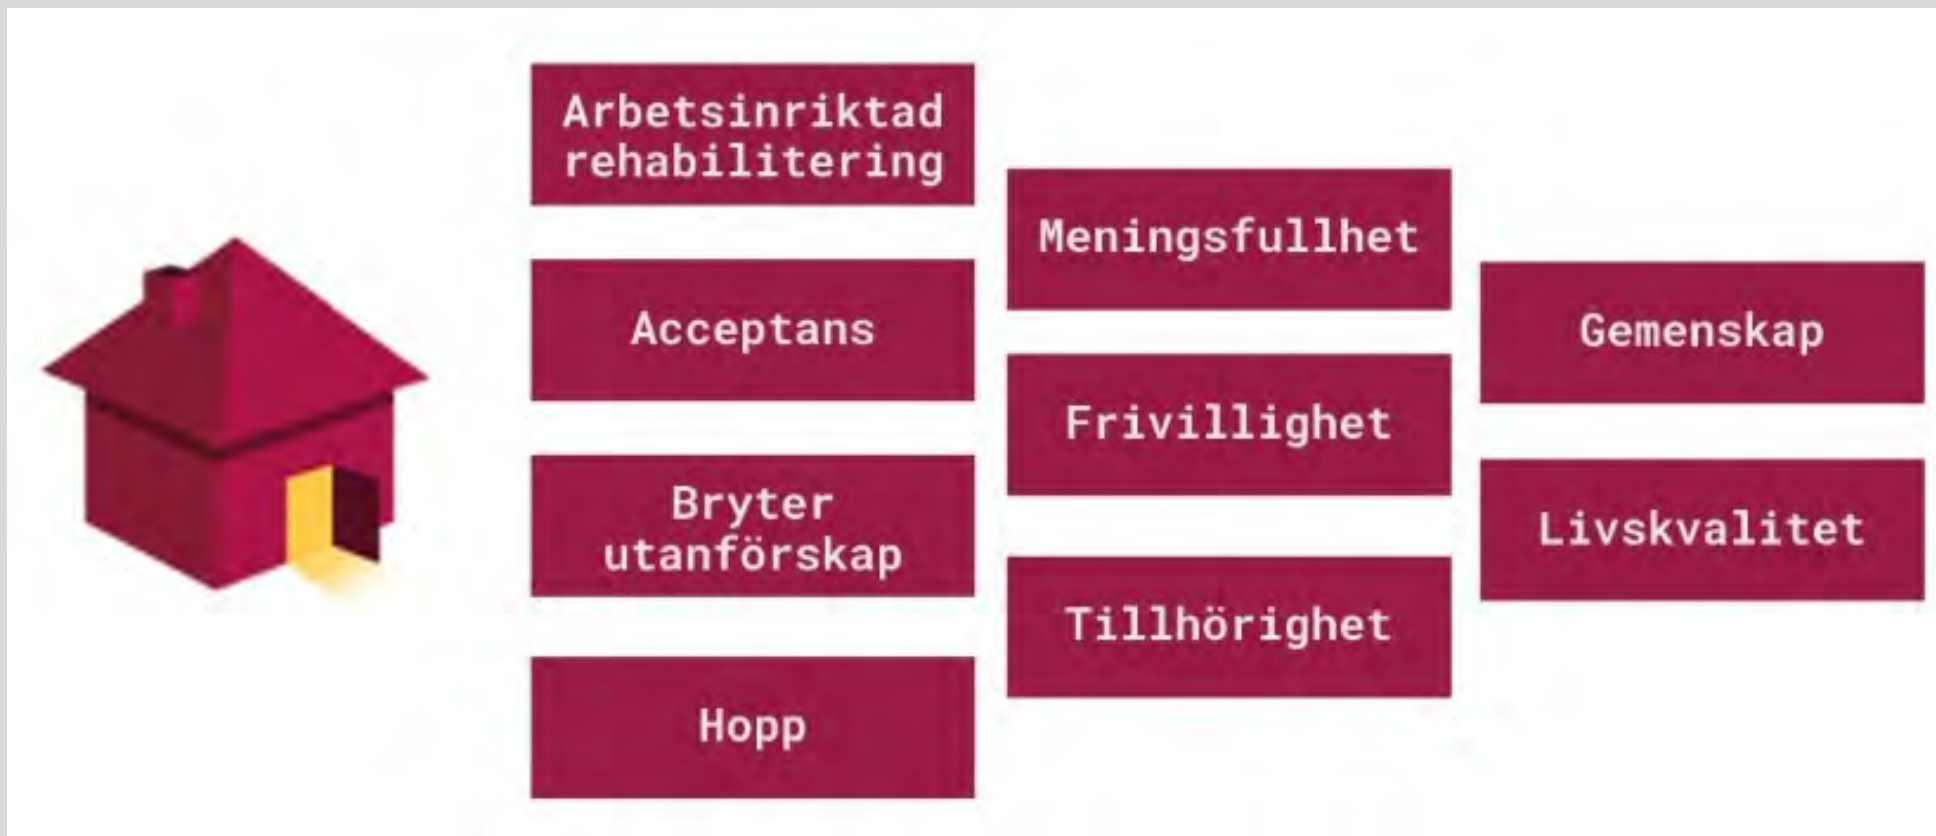 Arbetsinriktad
rehabilitering
Acceptans
Bryter
utanförskap
Hopp
Meningsfullhet
Frivillighet
Tillhörighet
Gemenskap
Livskvalitet